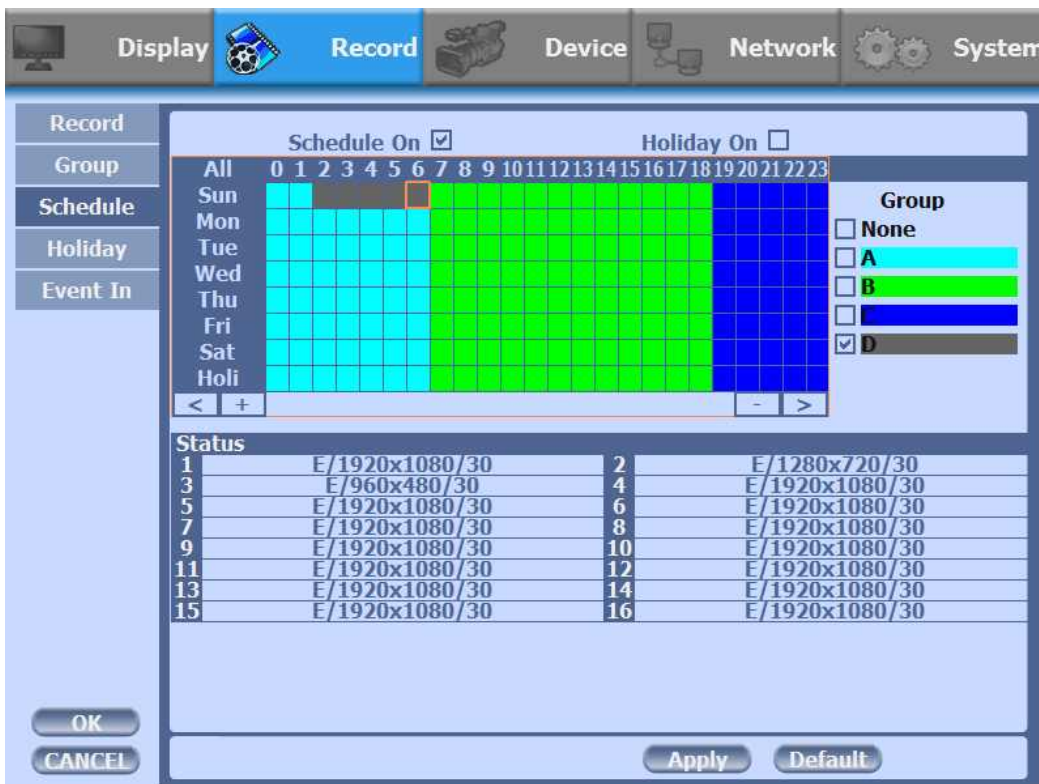 Display Record Device Network System
Record
Group
Schedule
Holiday
Event In
Schedule On Holiday On
All 0 1 2 3 4 5 6 7 8 9 10 11 12 13 14 15 16 17 18 19 20 21 22 23
Sun
Mon
Tue
Wed
Thu
Fri
Sat
Holi
< + - >
Group
None
A
B
C
D
Status
1 E/1920x1080/30 2 E/1280x720/30
3 E/960x480/30 4 E/1920x1080/30
5 E/1920x1080/30 6 E/1920x1080/30
7 E/1920x1080/30 8 E/1920x1080/30
9 E/1920x1080/30 10 E/1920x1080/30
11 E/1920x1080/30 12 E/1920x1080/30
13 E/1920x1080/30 14 E/1920x1080/30
15 E/1920x1080/30 16 E/1920x1080/30
OK
CANCEL
Apply Default